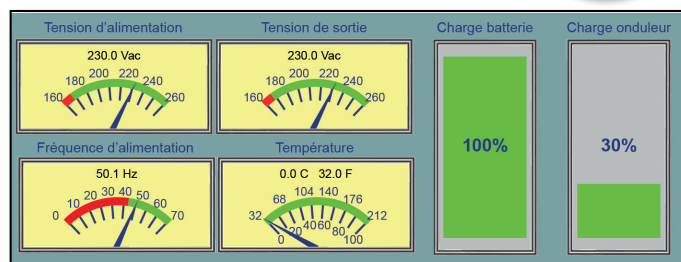 Tension d'alimentation
230.0 Vac
160 180 200 220 240 260
Tension de sortie
230.0 Vac
160 180 200 220 240 260
Charge batterie
100%
Charge onduleur
30%
Fréquence d'alimentation
50.1 Hz
0 10 20 30 40 50 60 70
Température
0.0 C 32.0 F
32 68 104 140 176 212
0 20 40 60 80 100